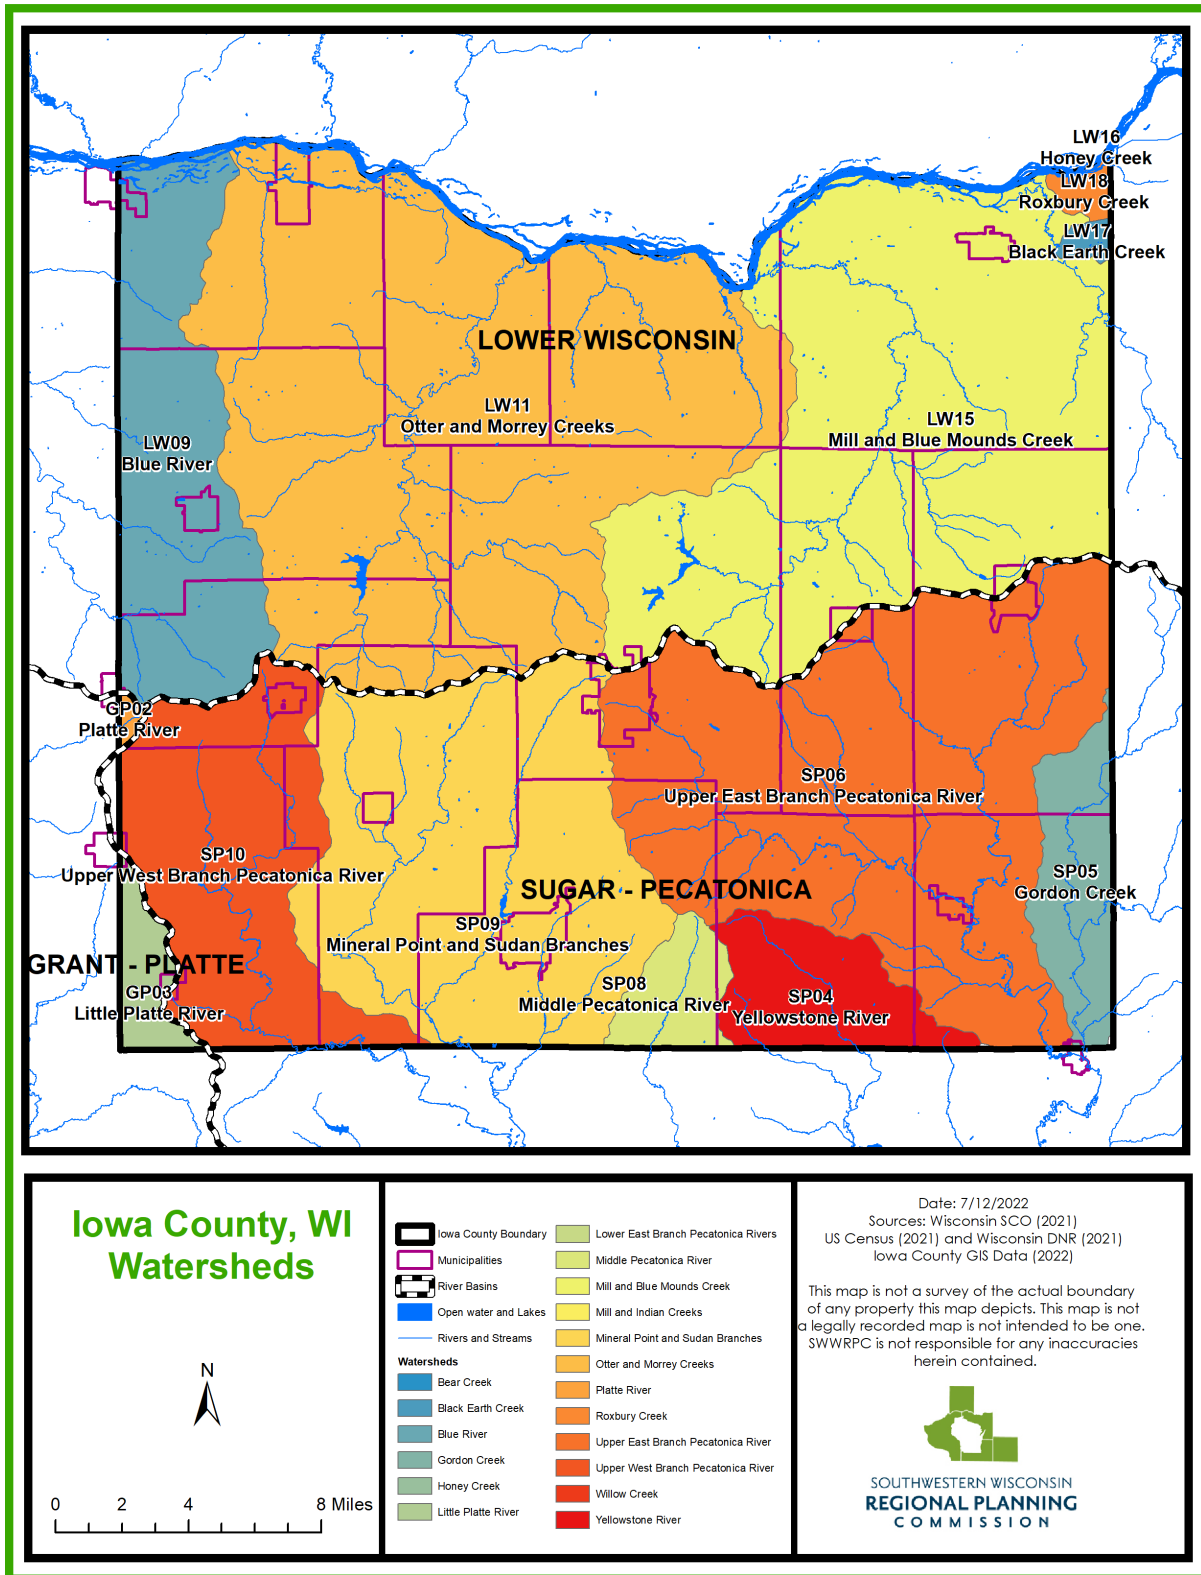 LW16
Honey Creek
LW18
Roxbury Creek
LW17
Black Earth Creek
LOWER WISCONSIN
LW11
Otter and Morrey Creeks
LW15
Mill and Blue Mounds Creek
LW09
Blue River
GP02
Platte River
SP06
Upper East Branch Pecatonica River
SP10
Upper West Branch Pecatonica River
SP05
Gordon Creek
SUGAR - PECATONICA
SP09
Mineral Point and Sudan Branches
GRANT - PLATTE
GP03
Little Platte River
SP08
Middle Pecatonica River
SP04
Yellowstone River
Iowa County, WI
Watersheds
N
0 2 4 8 Miles
Iowa County Boundary
Municipalities
River Basins
Open water and Lakes
Rivers and Streams
Watersheds
Bear Creek
Black Earth Creek
Blue River
Gordon Creek
Honey Creek
Little Platte River
Lower East Branch Pecatonica Rivers
Middle Pecatonica River
Mill and Blue Mounds Creek
Mill and Indian Creeks
Mineral Point and Sudan Branches
Otter and Morrey Creeks
Platte River
Roxbury Creek
Upper East Branch Pecatonica River
Upper West Branch Pecatonica River
Willow Creek
Yellowstone River
Date: 7/12/2022
Sources: Wisconsin SCO (2021)
US Census (2021) and Wisconsin DNR (2021)
Iowa County GIS Data (2022)
This map is not a survey of the actual boundary
of any property this map depicts. This map is not
a legally recorded map is not intended to be one.
SWWRPC is not responsible for any inaccuracies
herein contained.
SOUTHWESTERN WISCONSIN
REGIONAL PLANNING
COMMISSION